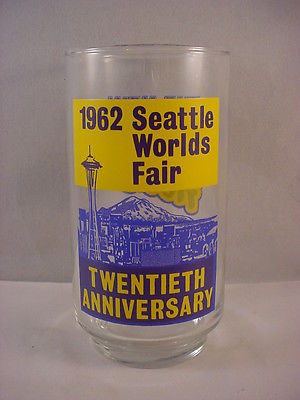 1962 Seattle
Worlds
Fair
TWENTIETH
ANNIVERSARY